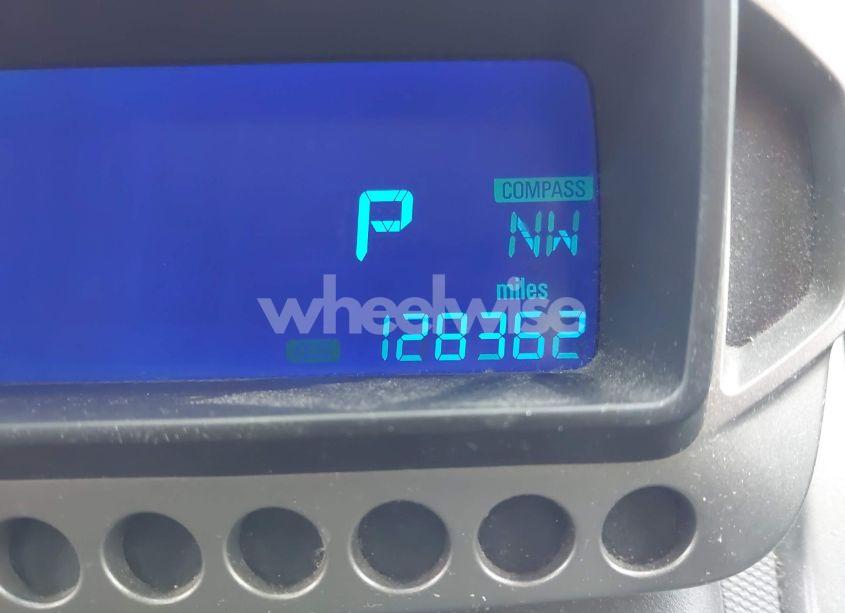 COMPASS
P NW
miles
wheelwise
128362